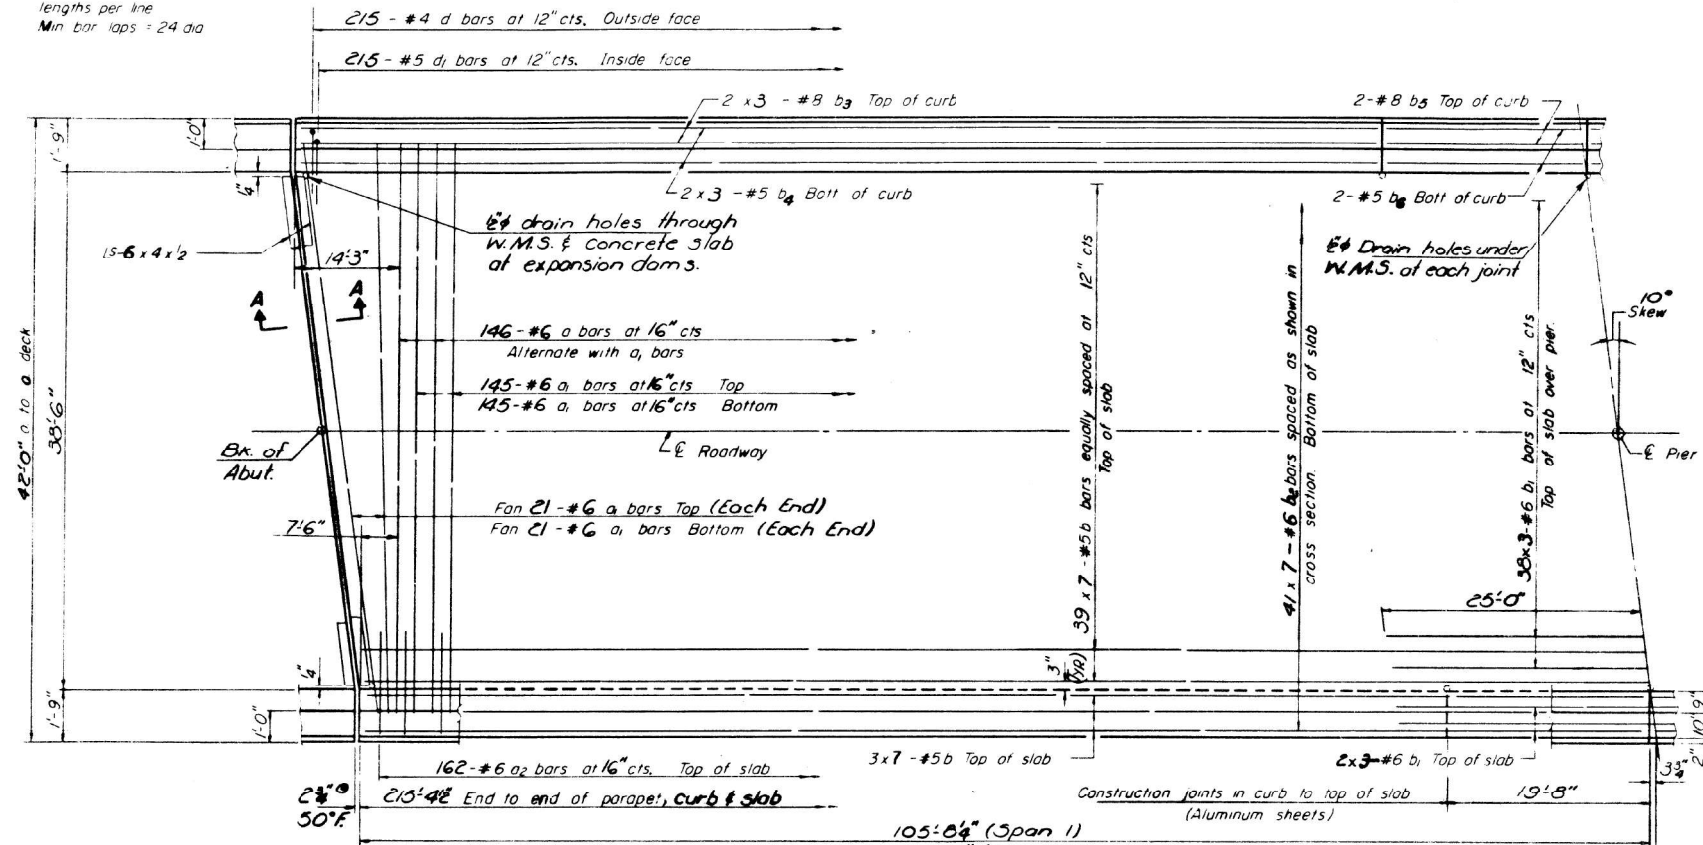 lengths per line
Min bar laps = 24 dia
215 - #4 d bars at 12" cts. Outside face
215 - #5 d₁ bars at 12" cts. Inside face
2 x 3 - #8 b₃ Top of curb
2 - #8 b₅ Top of curb
1'-9"
1'-0"
2 x 3 - #5 b₄ Bott of curb
2 - #5 b₆ Bott of curb
drain holes through
W.M.S. & concrete slab
at expansion dams.
Drain holes under
W.M.S. at each joint
Ls-6 x 4 x ½
14'-3"
A A
10°
Skew
42'-0" o to o deck
38'-6"
146 - #6 a bars at 16" cts
Alternate with a₁ bars
145 - #6 a₁ bars at 16" cts Top
145 - #6 a₁ bars at 16" cts Bottom
39 x 7 - #5 b bars equally spaced at 12" cts
Top of slab
41 x 7 - #6 b₂ bars spaced as shown in
cross section. Bottom of slab
38 x 3 - #6 b₁ bars at 12" cts
Top of slab over pier.
Bk. of
Abut.
℄ Roadway
℄ Pier
Fan 21 - #6 a₁ bars Top (Each End)
Fan 21 - #6 a₁ bars Bottom (Each End)
7'-6"
25'-0"
3"
1'-9"
1'-0"
9"
10"
2"
3¾"
162 - #6 a₂ bars at 16" cts. Top of slab
3 x 7 - #5 b Top of slab
2 x 3 - #6 b₁ Top of slab
50°F.
End to end of parapet, curb & slab
Construction joints in curb to top of slab
(Aluminum sheets)
19'-8"
105'-8¼" (Span 1)